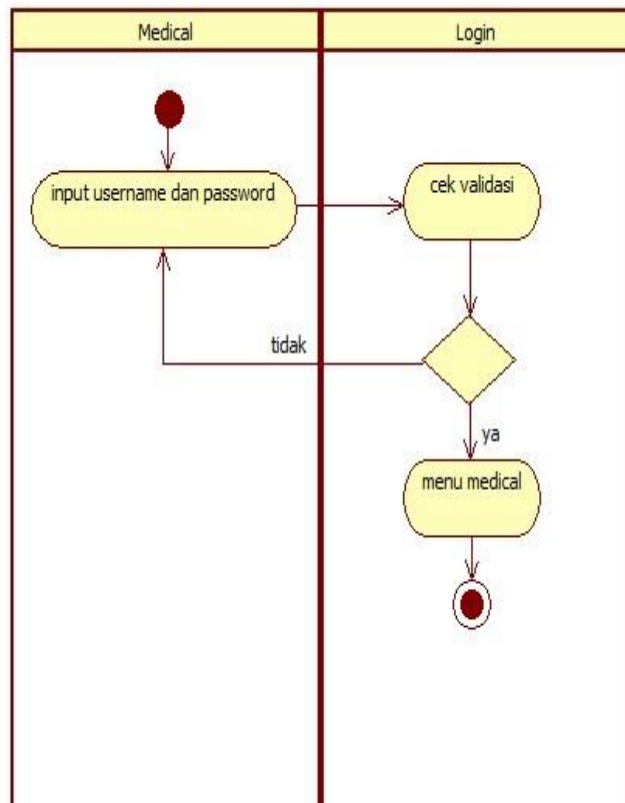 Medical
Login
input username dan password
cek validasi
tidak
ya
menu medical